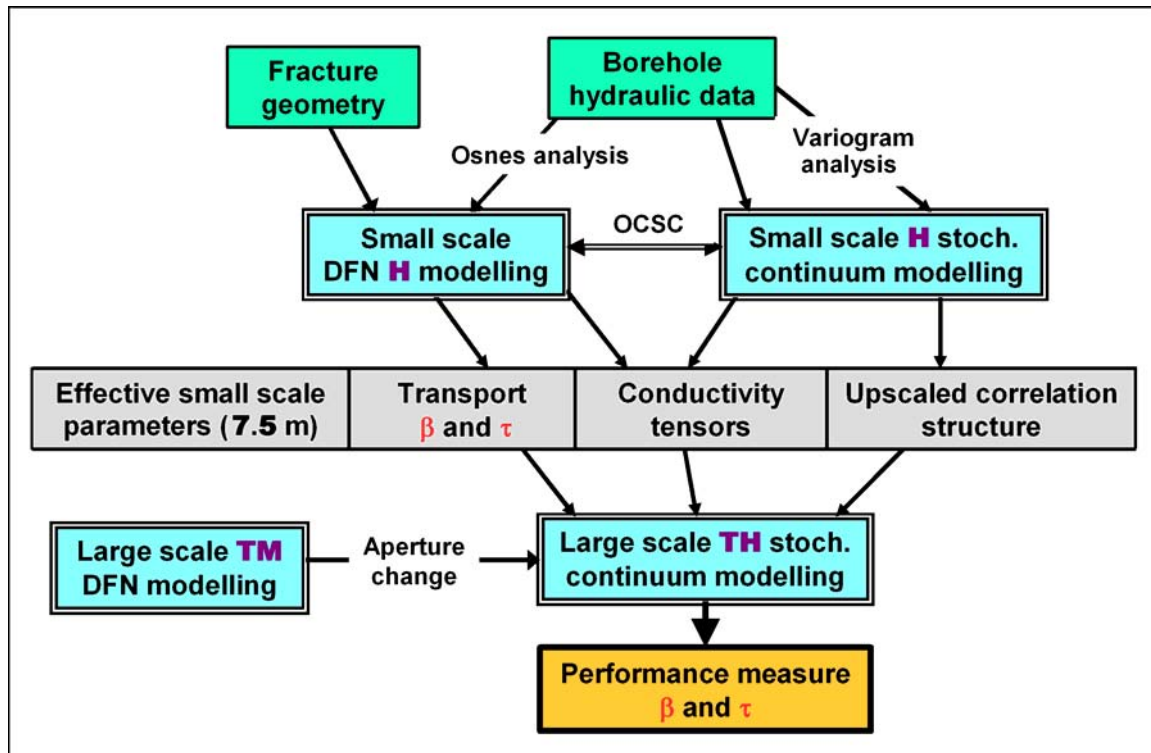 Fracture
geometry
Borehole
hydraulic data
Osnes analysis
Variogram
analysis
Small scale
DFN H modelling
OCSC
Small scale H stoch.
continuum modelling
Effective small scale
parameters (7.5 m)
Transport
β and τ
Conductivity
tensors
Upscaled correlation
structure
Large scale TM
DFN modelling
Aperture
change
Large scale TH stoch.
continuum modelling
Performance measure
β and τ